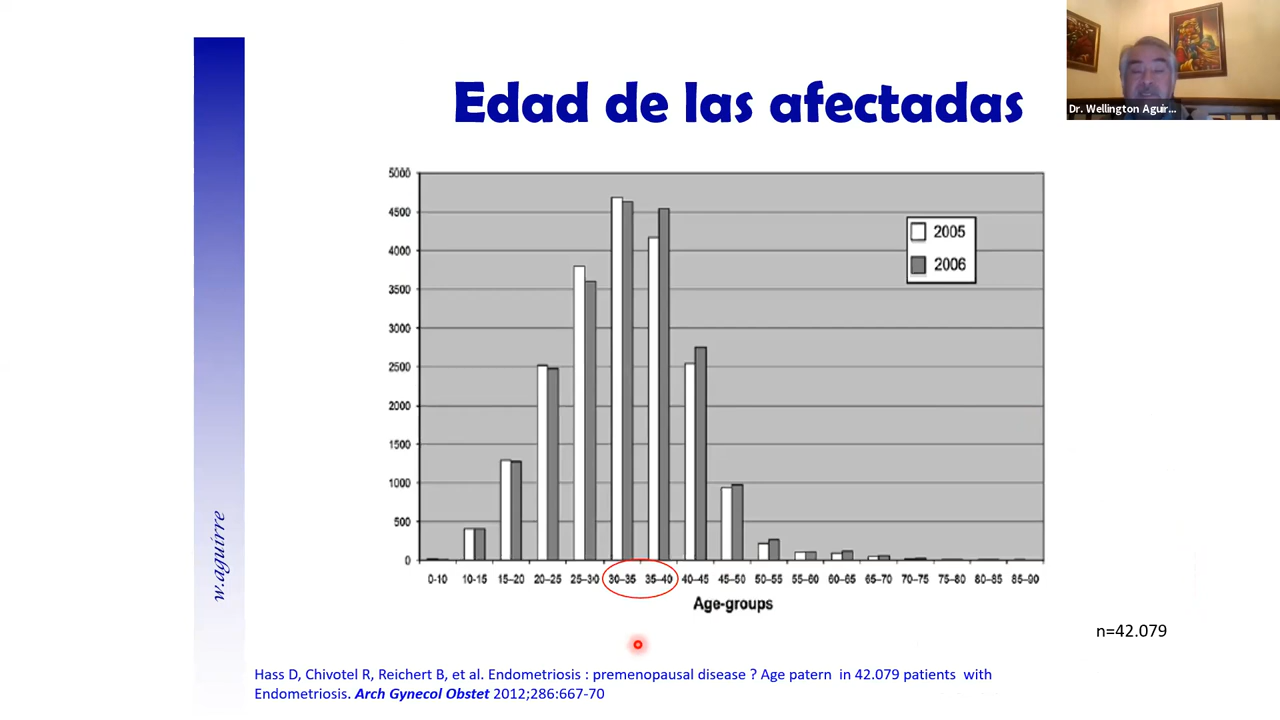 Edad de las afectadas
Dr. Wellington Aguir...
5000
4500
4000
3500
3000
2500
2000
1500
1000
500
0
2005
2006
0-10 10-15 15-20 20-25 25-30 30-35 35-40 40-45 45-50 50-55 55-60 60-65 65-70 70-75 75-80 80-85 85-90
Age-groups
w.aguirre
n=42.079
Hass D, Chivotel R, Reichert B, et al. Endometriosis : premenopausal disease ? Age patern in 42.079 patients with
Endometriosis. Arch Gynecol Obstet 2012;286:667-70